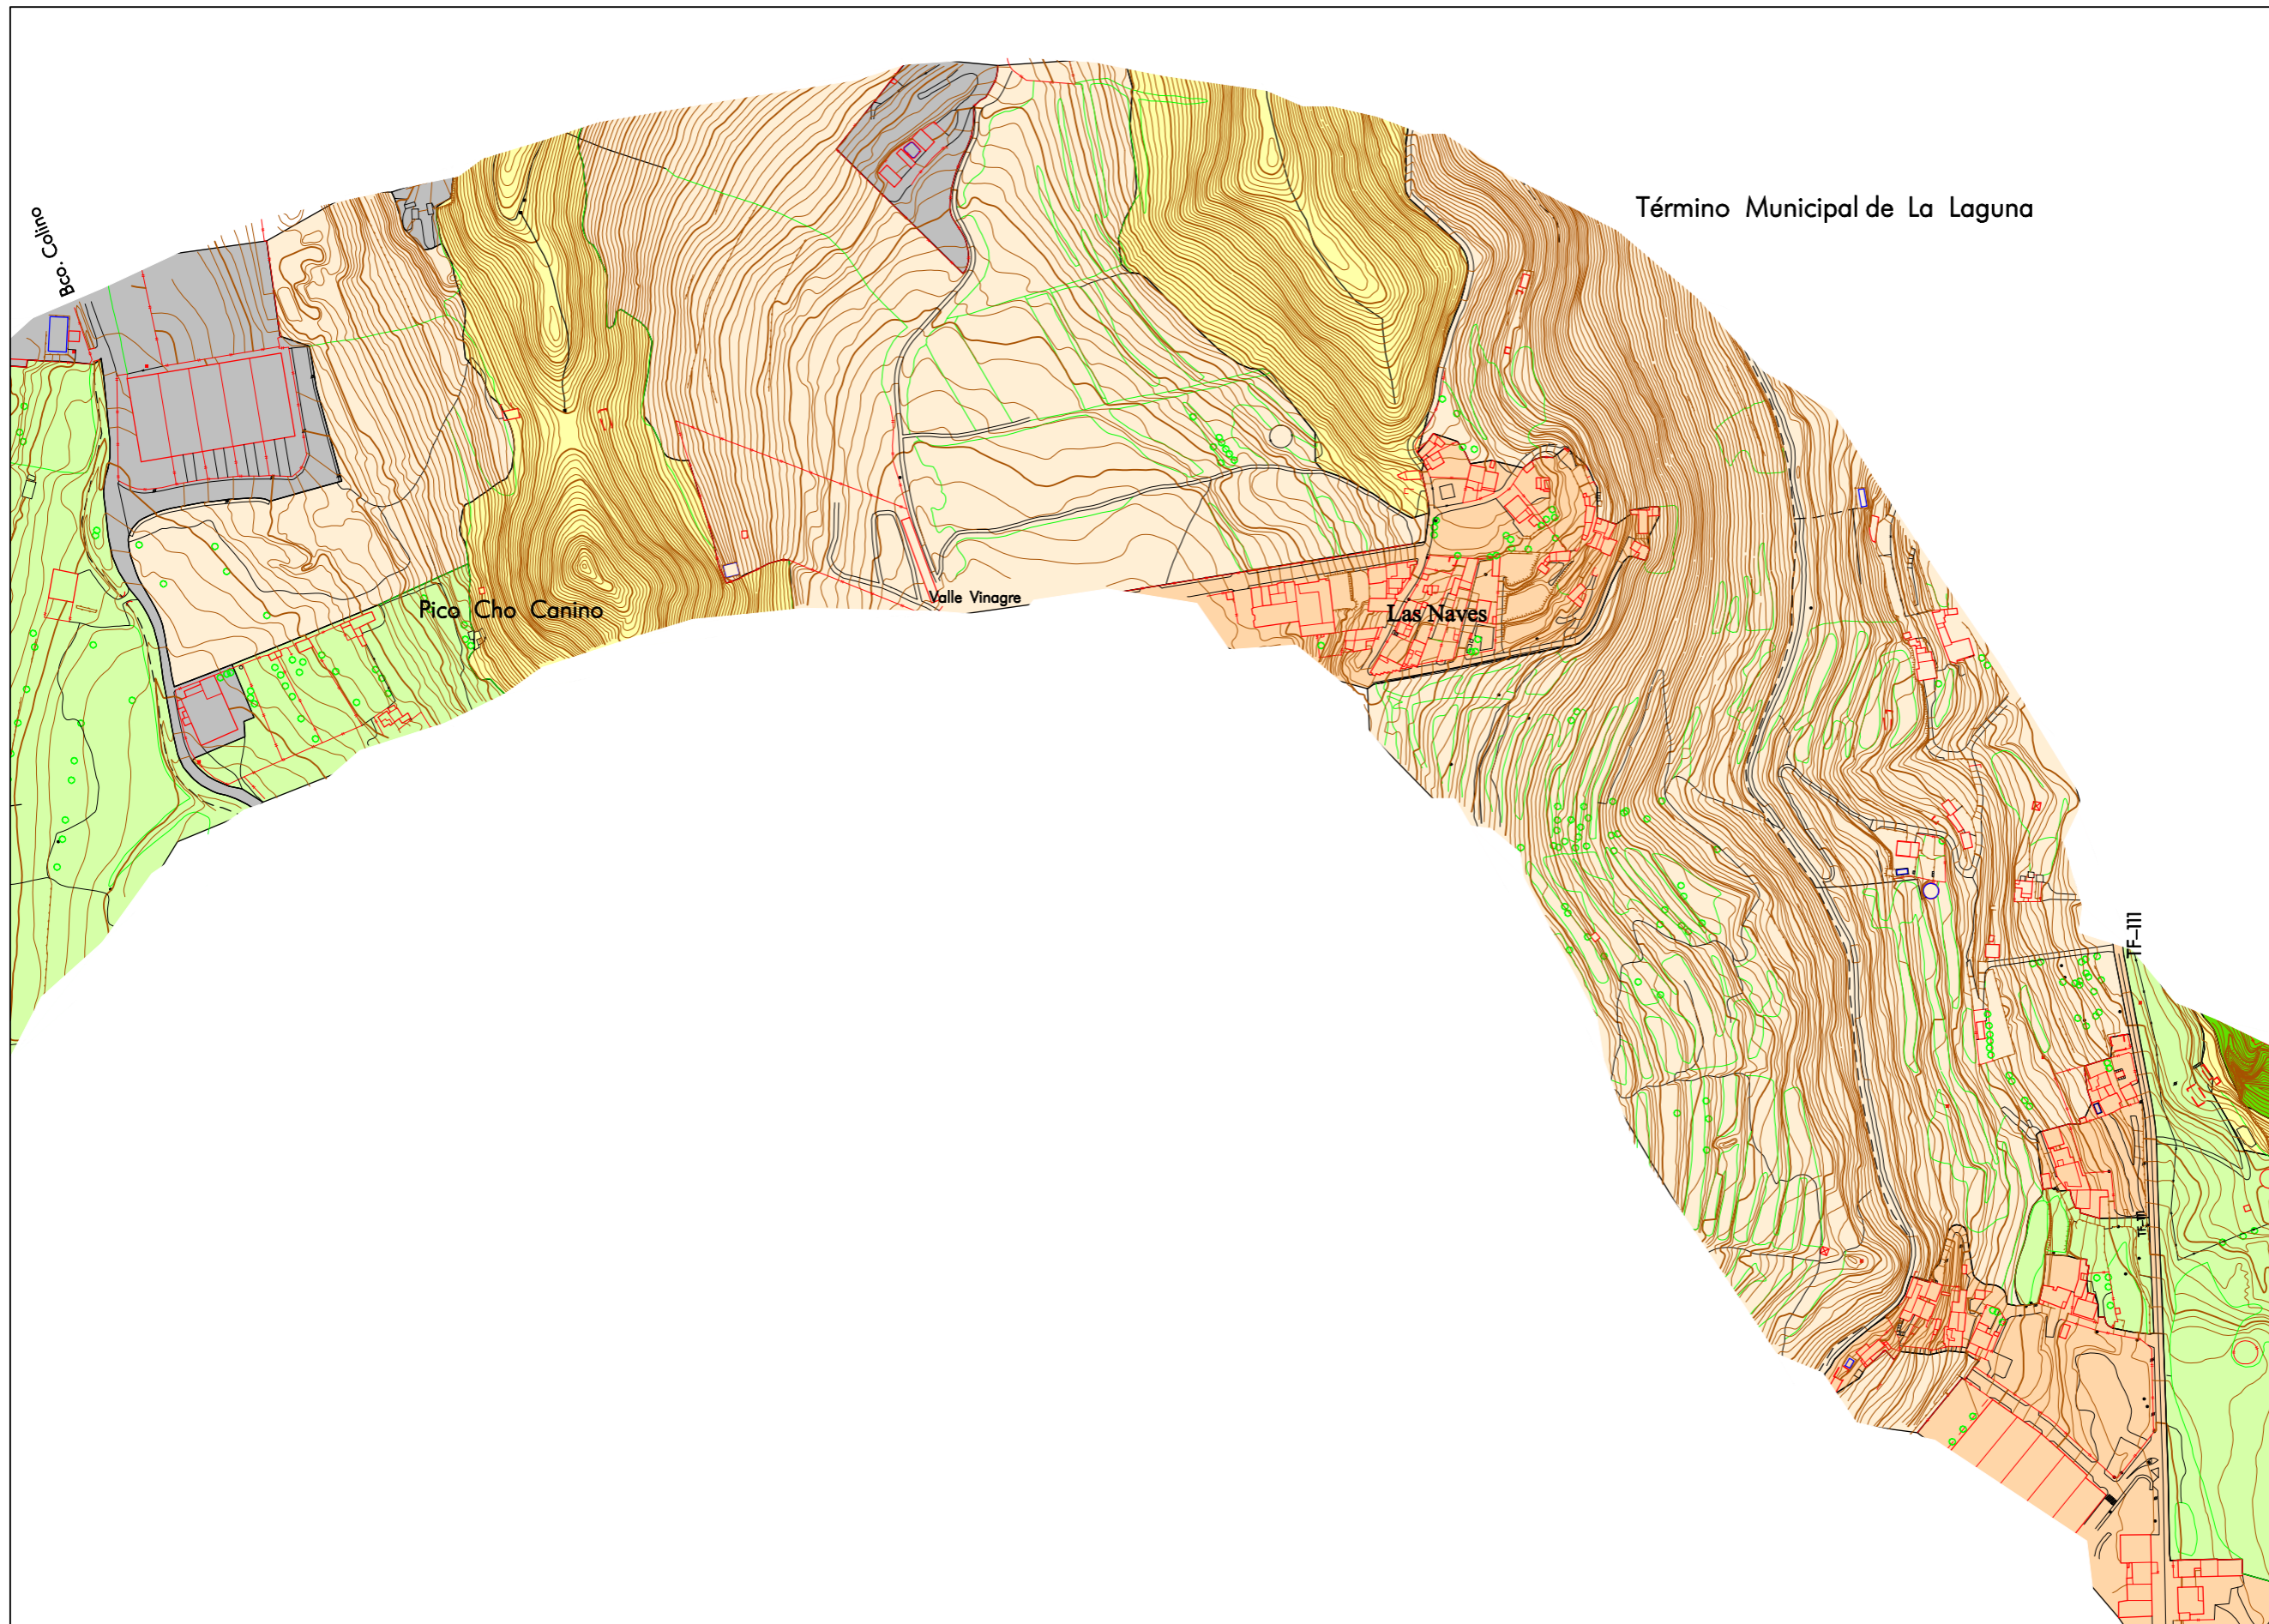 Término Municipal de La Laguna
Bco. Colino
Valle Vinagre
Pico Cho Canino
Las Naves
TF-111
TF-111